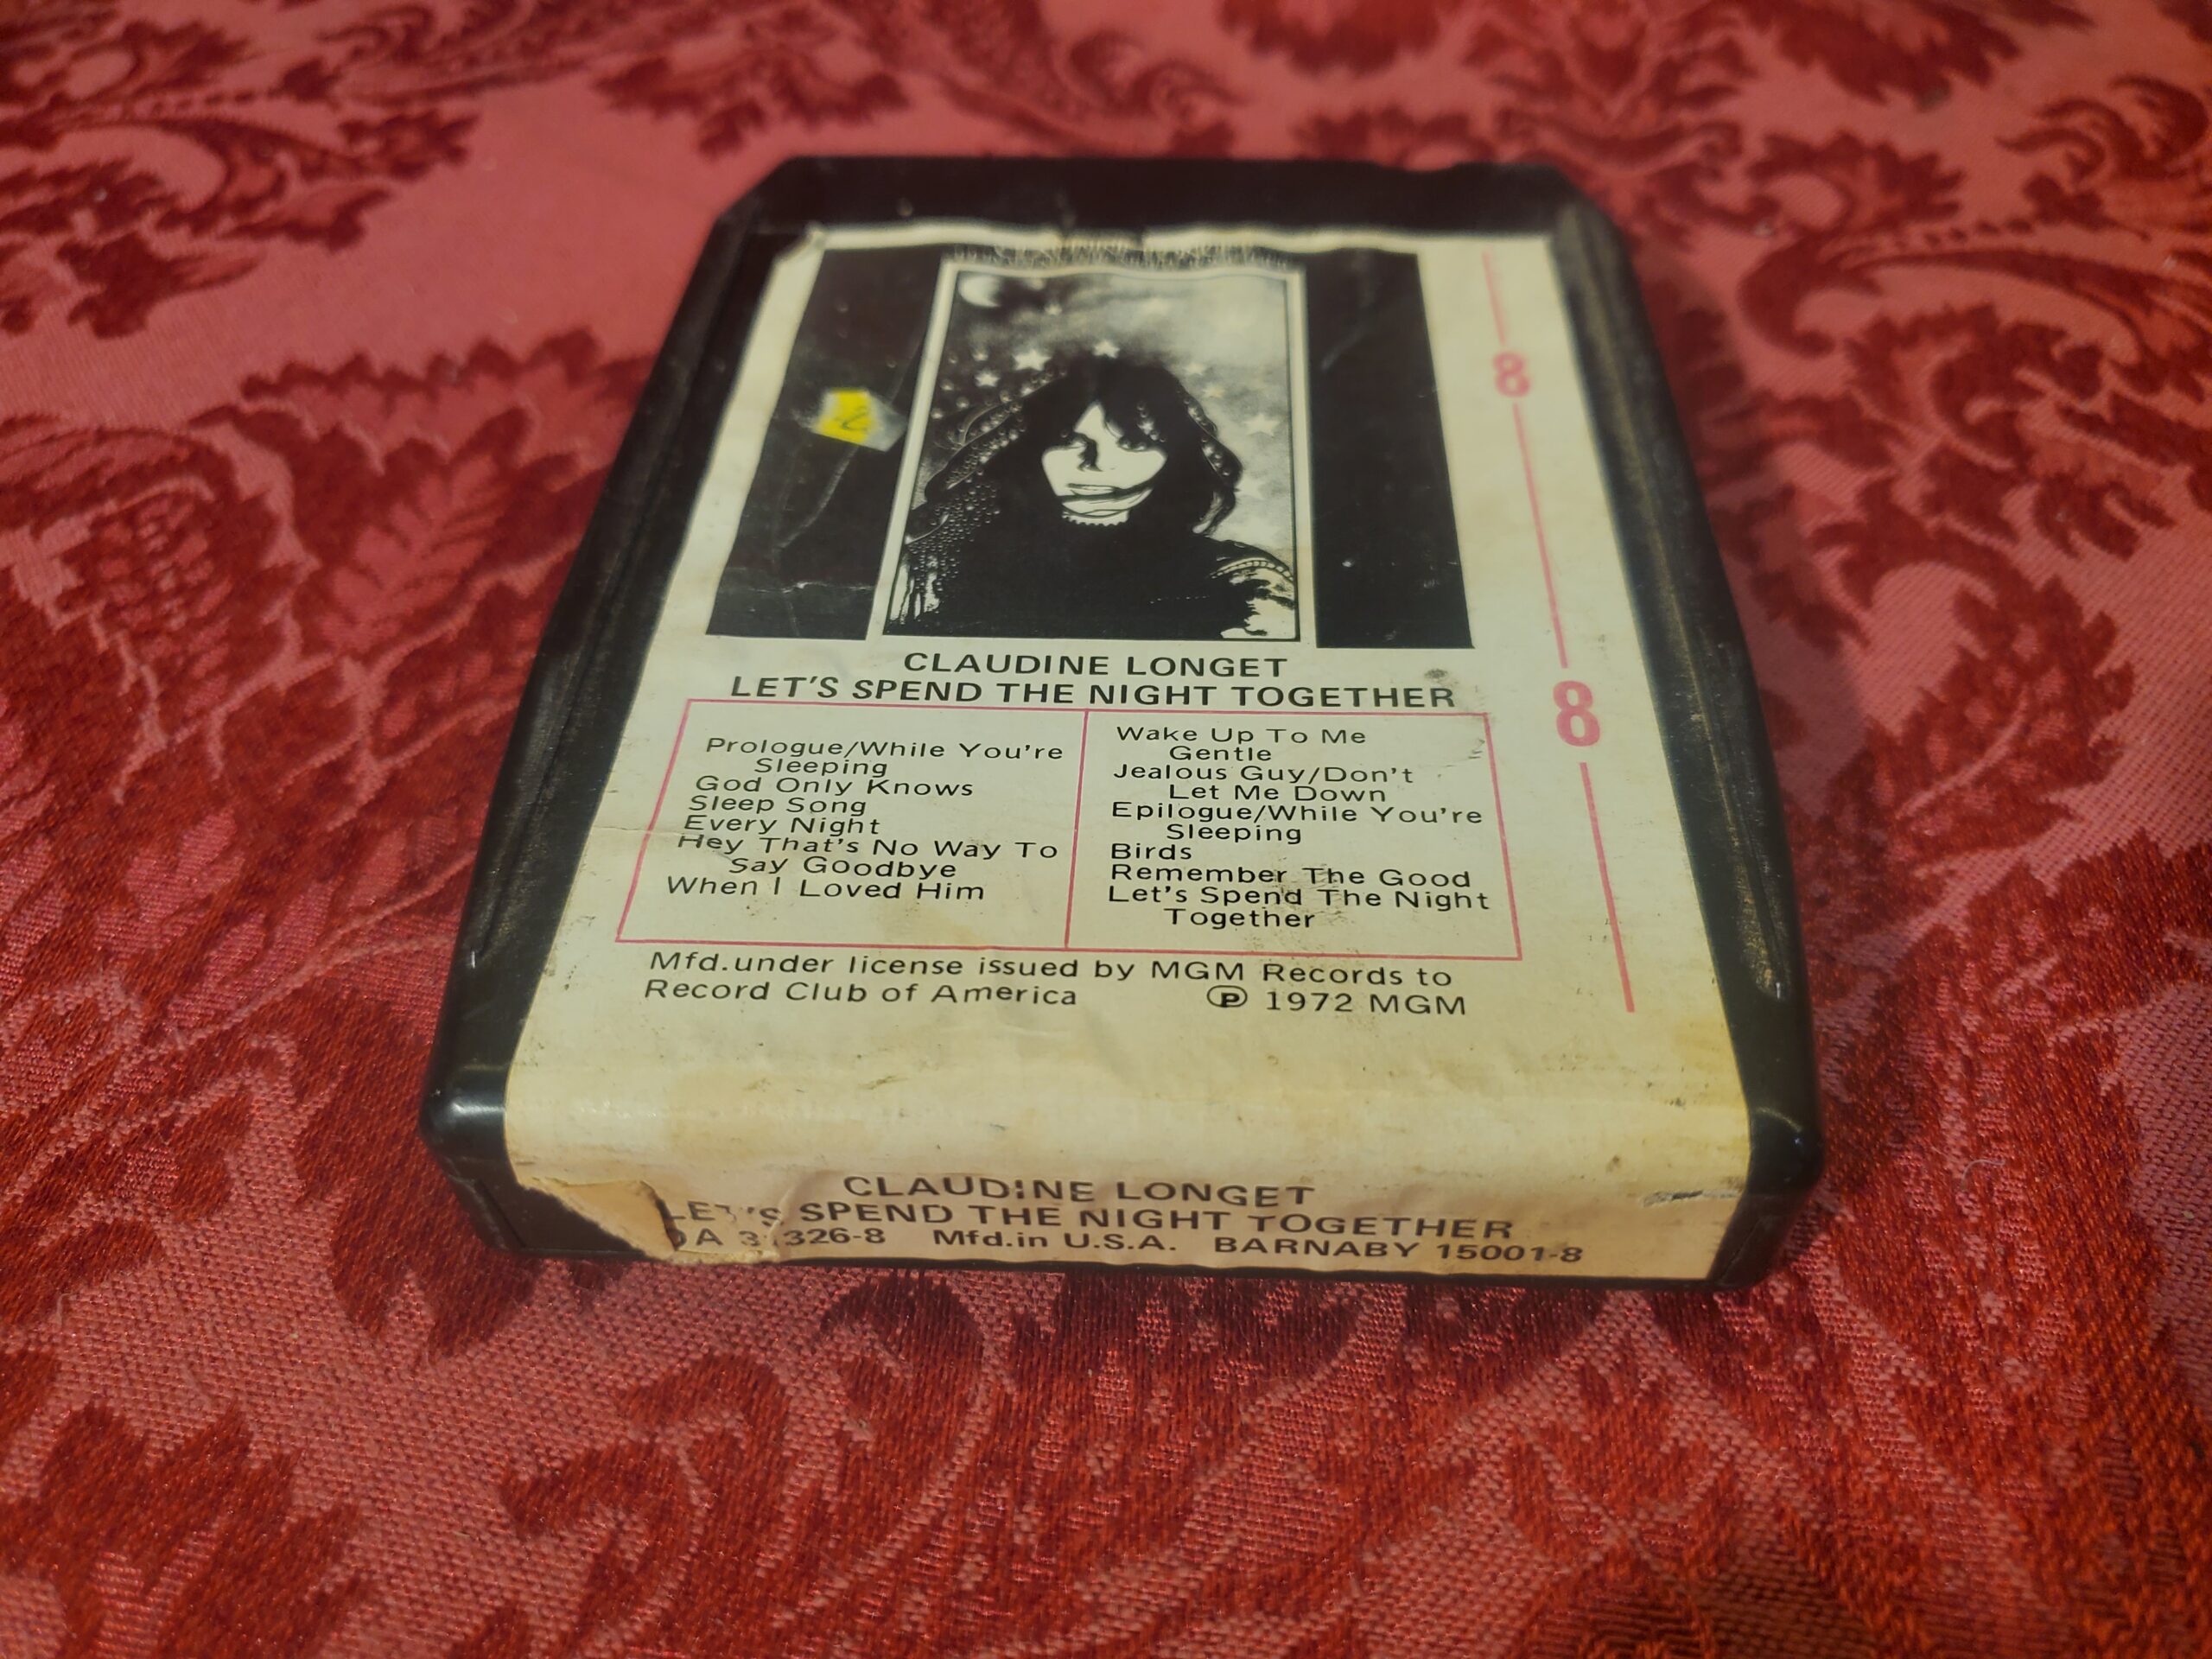 8
CLAUDINE LONGET
LET'S SPEND THE NIGHT TOGETHER
8
Prologue/While You're
Sleeping
God Only Knows
Sleep Song
Every Night
Hey That's No Way To
Say Goodbye
When I Loved Him
Wake Up To Me
Gentle
Jealous Guy/Don't
Let Me Down
Epilogue/While You're
Sleeping
Birds
Remember The Good
Let's Spend The Night
Together
Mfd.under license issued by MGM Records to
Record Club of America Ⓟ 1972 MGM
CLAUDINE LONGET
LET'S SPEND THE NIGHT TOGETHER
Mfd.in U.S.A. BARNABY 15001-8